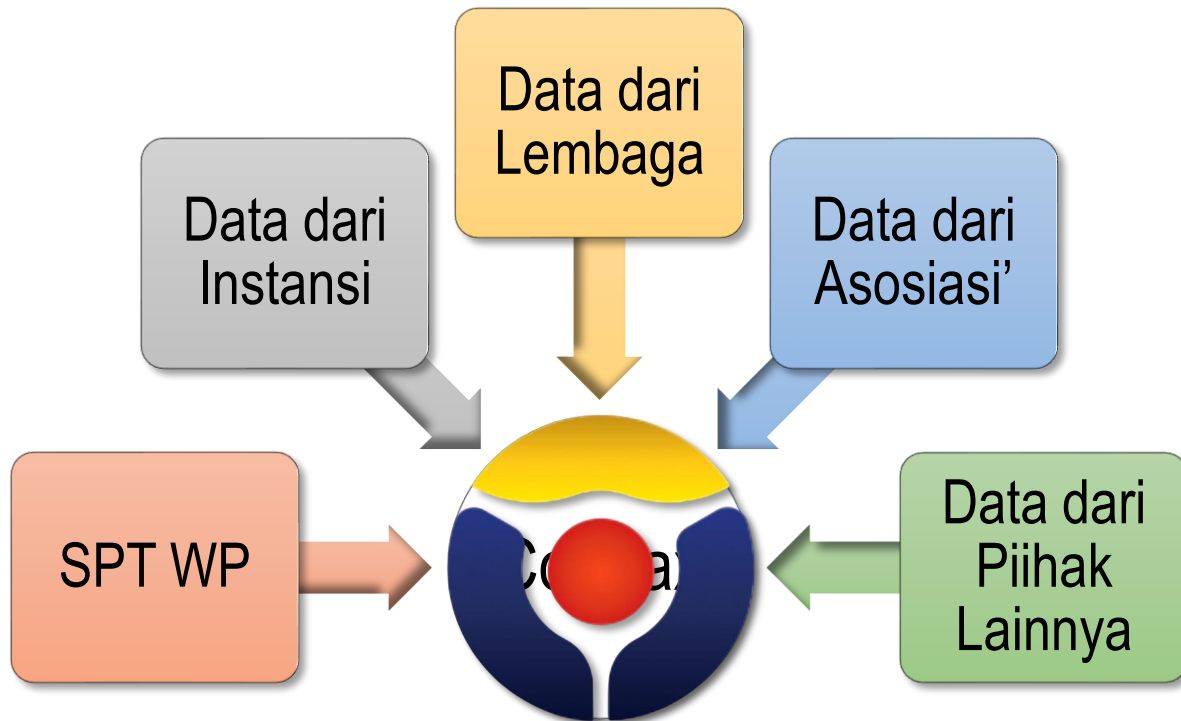 Data dari
Lembaga
Data dari
Instansi
Data dari
Asosiasi’
SPT WP
Data dari
Piihak
Lainnya